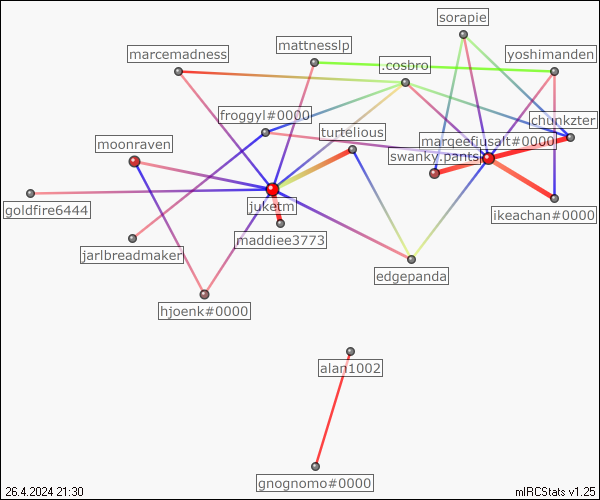 sorapie
marcemadness
mattnesslp
yoshimanden
.cosbro
froggyl#0000
chunkzter
turtelious
moonraven
marqeefiusalt#0000
swanky.pants
juketm
goldfire6444
ikeachan#0000
maddiee3773
jarlbreadmaker
edgepanda
hjoenk#0000
alan1002
gnognomo#0000
26.4.2024 21:30
mIRCStats v1.25